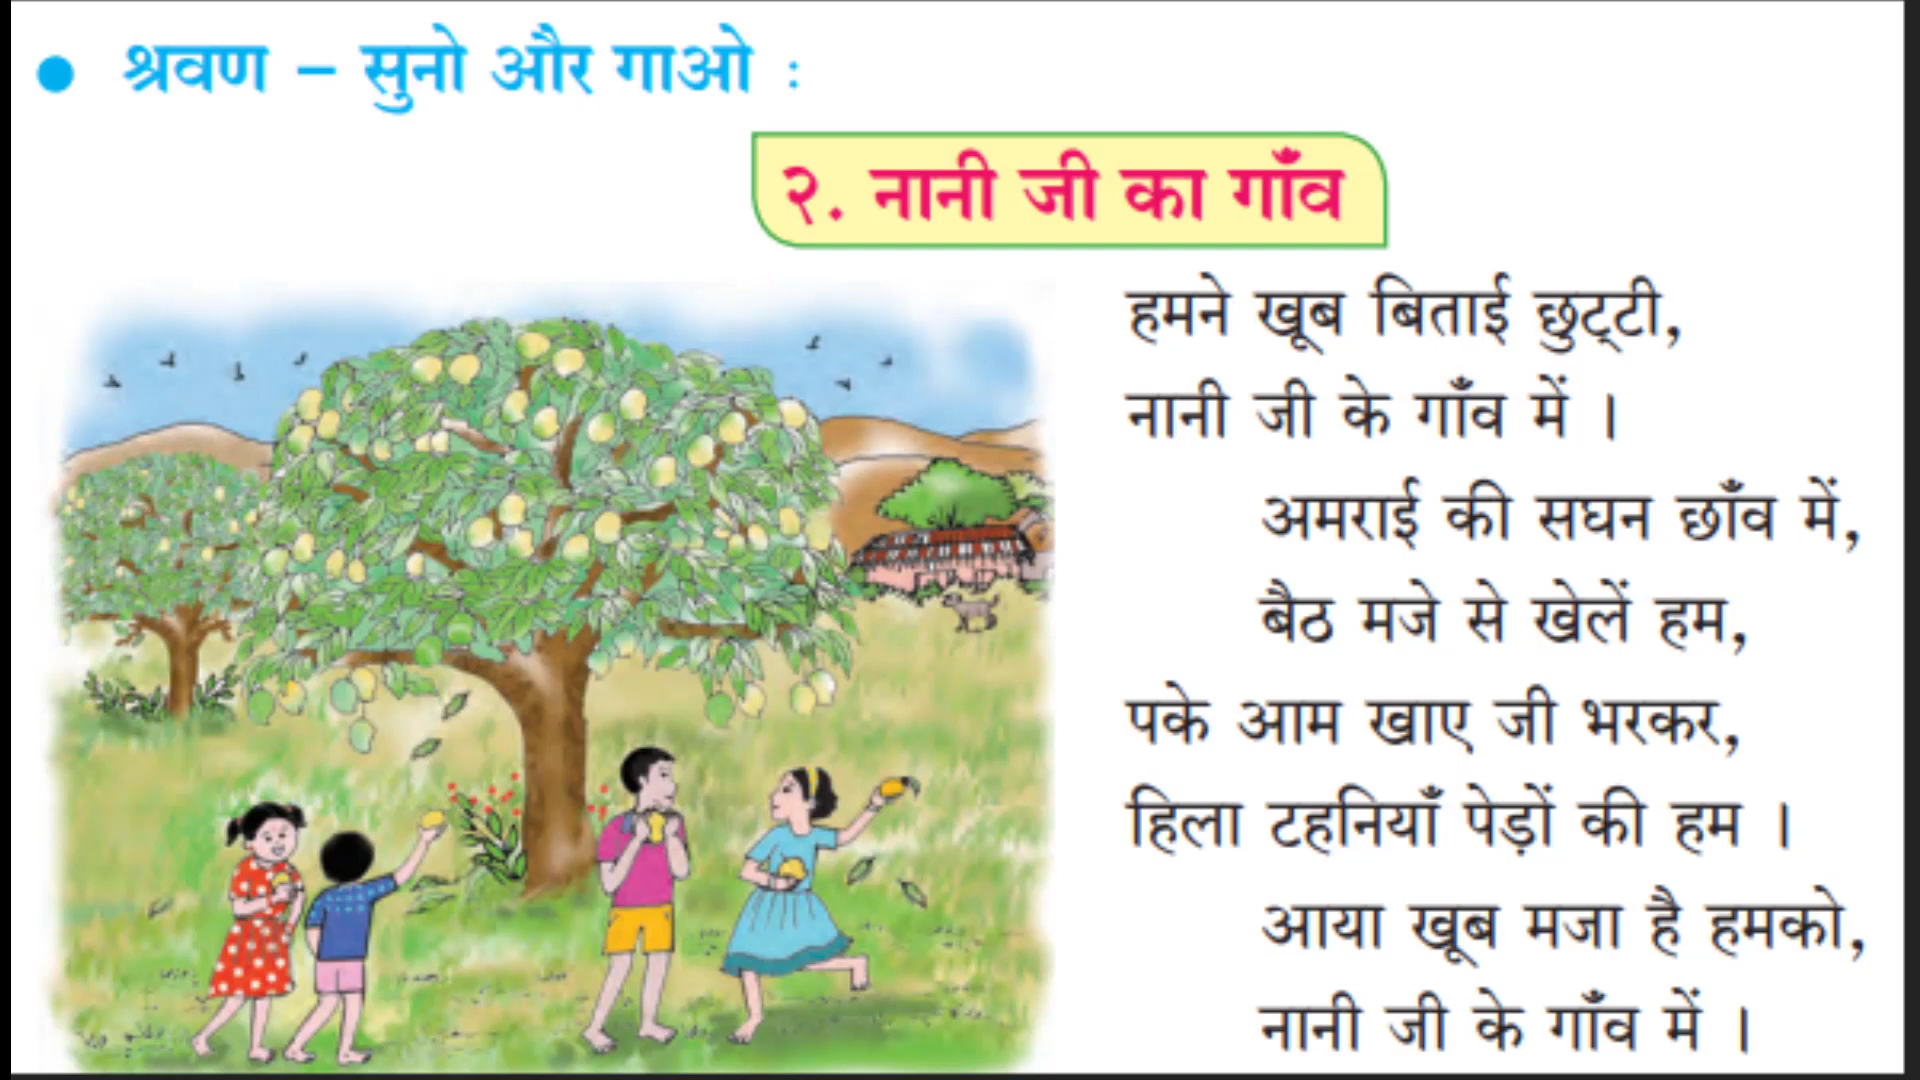 ● श्रवण – सुनो और गाओ :
२. नानी जी का गाँव
हमने खूब बिताई छुट्‌टी,
नानी जी के गाँव में ।
अमराई की सघन छाँव में,
बैठ मजे से खेलें हम,
पके आम खाए जी भरकर,
हिला टहनियाँ पेड़ों की हम ।
आया खूब मजा है हमको,
नानी जी के गाँव में ।